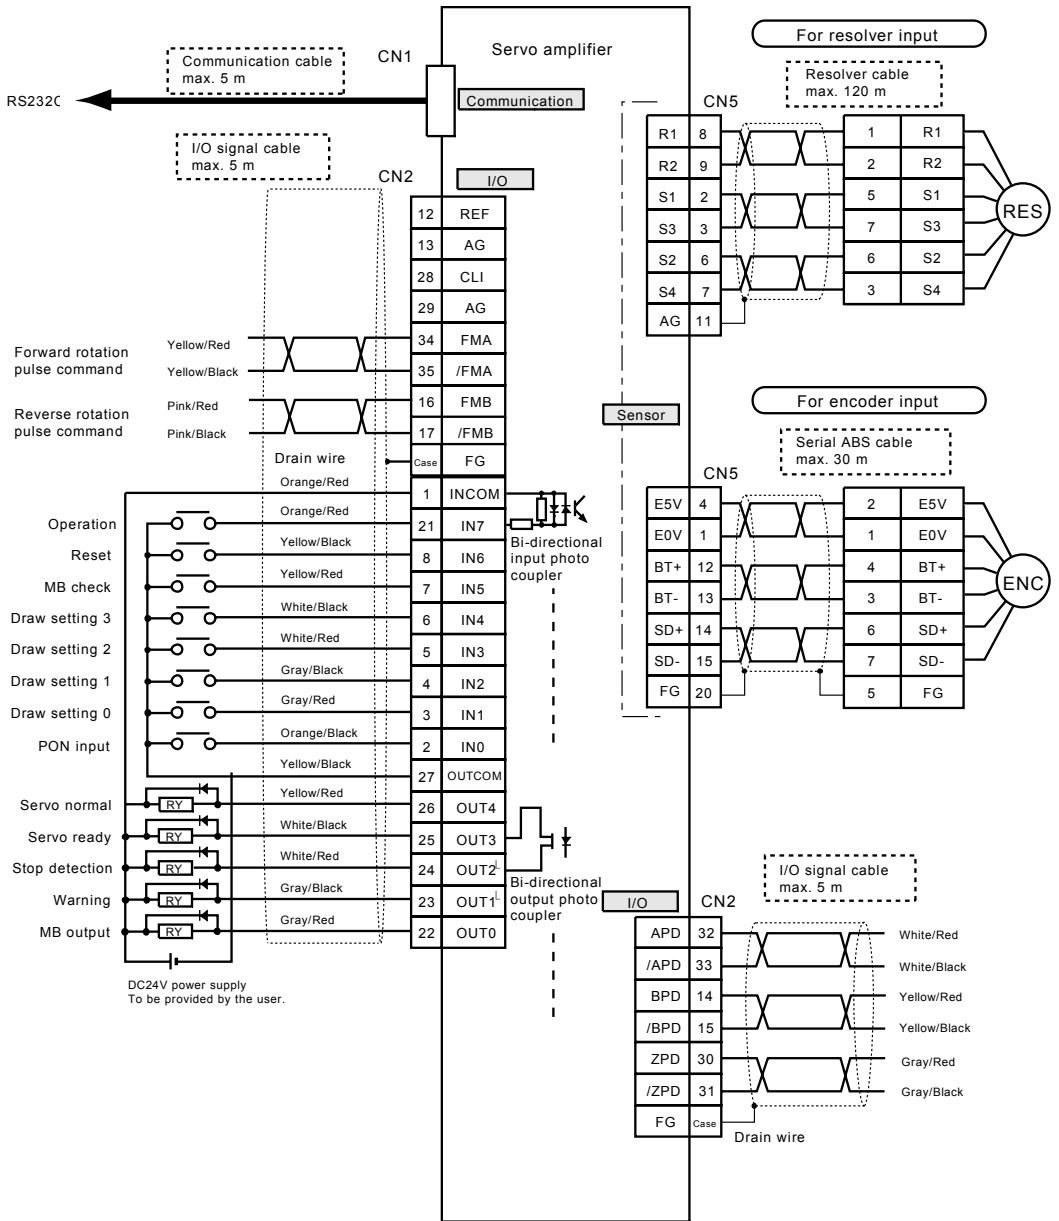 Servo amplifier
CN1
Communication cable
max. 5 m
RS232C
Communication
I/O signal cable
max. 5 m
CN2
I/O
12 REF
13 AG
28 CLI
29 AG
Forward rotation
pulse command
Yellow/Red 34 FMA
Yellow/Black 35 /FMA
Reverse rotation
pulse command
Pink/Red 16 FMB
Pink/Black 17 /FMB
Drain wire Case FG
Orange/Red 1 INCOM
Operation Orange/Red 21 IN7
Reset Yellow/Black 8 IN6
MB check Yellow/Red 7 IN5
Draw setting 3 White/Black 6 IN4
Draw setting 2 White/Red 5 IN3
Draw setting 1 Gray/Black 4 IN2
Draw setting 0 Gray/Red 3 IN1
PON input Orange/Black 2 IN0
Yellow/Black 27 OUTCOM
Servo normal RY Yellow/Red 26 OUT4
Servo ready RY White/Black 25 OUT3
Stop detection RY White/Red 24 OUT2
Warning RY Gray/Black 23 OUT1
MB output RY Gray/Red 22 OUT0
DC24V power supply
To be provided by the user.
Bi-directional
input photo
coupler
Bi-directional
output photo
coupler
For resolver input
Resolver cable
max. 120 m
CN5
R1 8 1 R1
R2 9 2 R2
S1 2 5 S1
S3 3 7 S3
S2 6 6 S2
S4 7 3 S4
AG 11
RES
Sensor
For encoder input
Serial ABS cable
max. 30 m
CN5
E5V 4 2 E5V
E0V 1 1 E0V
BT+ 12 4 BT+
BT- 13 3 BT-
SD+ 14 6 SD+
SD- 15 7 SD-
FG 20 5 FG
ENC
I/O signal cable
max. 5 m
I/O
CN2
APD 32 White/Red
/APD 33 White/Black
BPD 14 Yellow/Red
/BPD 15 Yellow/Black
ZPD 30 Gray/Red
/ZPD 31 Gray/Black
FG Case
Drain wire